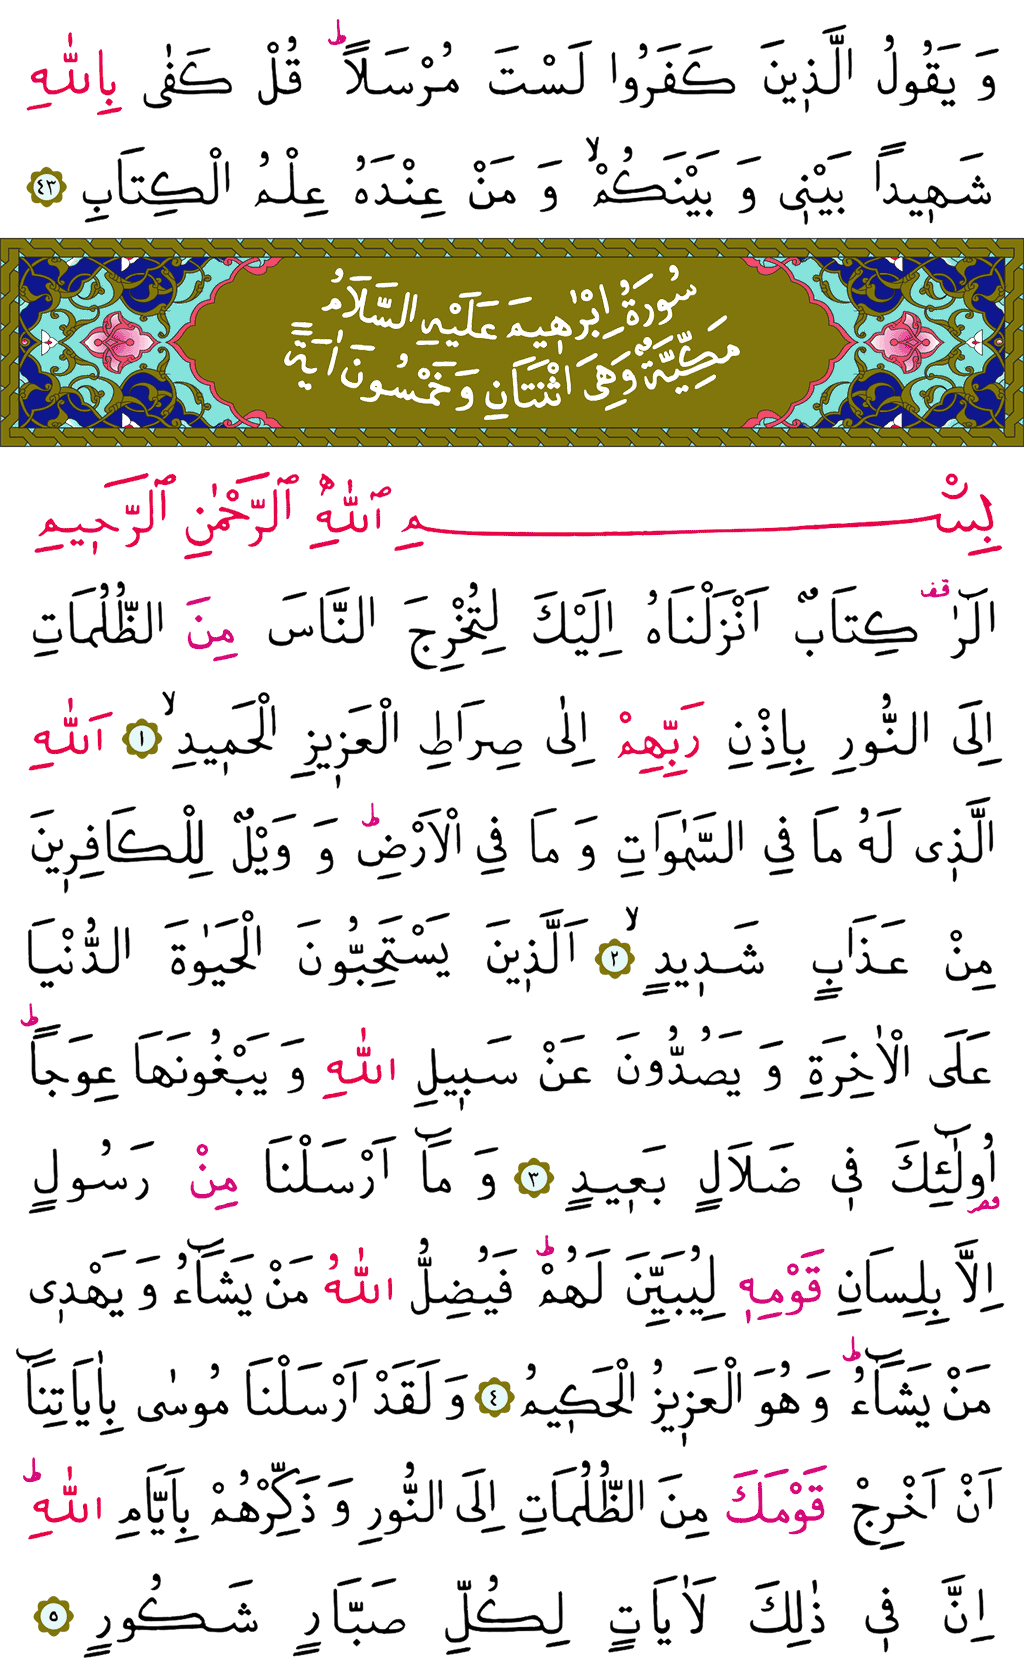 وَ يَقُولُ الَّذ۪ينَ كَفَرُوا لَسْتَ مُرْسَلاًۜ قُلْ كَفٰى بِاللّٰهِ
شَه۪يداً بَيْن۪ى وَ بَيْنَكُمْۙ وَ مَنْ عِنْدَهُ عِلْمُ الْكِتَابِ ﴿٤٣﴾
سُورَةُ اِبْرٰه۪يمَ عَلَيْهِ السَّلَامُ
مَكِّيَّةٌ وَهِىَ اثْنَتَانِ وَ خَمْسُونَ اٰيَةً
بِسْمِ ٱللّٰهِ ٱلرَّحْمٰنِ ٱلرَّح۪يمِ
الٓرٰ قف كِتَابٌ اَنْزَلْنَاهُ اِلَيْكَ لِتُخْرِجَ النَّاسَ مِنَ الظُّلُمَاتِ
اِلَى النُّورِ بِاِذْنِ رَبِّهِمْ اِلٰى صِرَاطِ الْعَز۪يزِ الْحَم۪يدِۙ ﴿١﴾ اَللّٰهِ
الَّذ۪ى لَهُ مَا فِي السَّمٰوَاتِ وَ مَا فِي الْاَرْضِۜ وَ وَيْلٌ لِلْكَافِر۪ينَ
مِنْ عَذَابٍ شَد۪يدٍۙ ﴿٢﴾ اَلَّذ۪ينَ يَسْتَحِبُّونَ الْحَيٰوةَ الدُّنْيَا
عَلَى الْاٰخِرَةِ وَ يَصُدُّونَ عَنْ سَب۪يلِ اللّٰهِ وَ يَبْغُونَهَا عِوَجاًۜ
اُو۬لٰٓئِكَ ف۪ى ضَلَالٍ بَع۪يدٍ ﴿٣﴾ وَ مَٓا اَرْسَلْنَا مِنْ رَسُولٍ
اِلَّا بِلِسَانِ قَوْمِه۪ لِيُبَيِّنَ لَهُمْۜ فَيُضِلُّ اللّٰهُ مَنْ يَشَٓاءُ وَ يَهْد۪ى
مَنْ يَشَٓاءُۜ وَ هُوَ الْعَز۪يزُ الْحَك۪يمُ ﴿٤﴾ وَ لَقَدْ اَرْسَلْنَا مُوسٰى بِاٰيَاتِنَٓا
اَنْ اَخْرِجْ قَوْمَكَ مِنَ الظُّلُمَاتِ اِلَى النُّورِ وَ ذَكِّرْهُمْ بِاَيَّامِ اللّٰهِۜ
اِنَّ ف۪ى ذٰلِكَ لَاٰيَاتٍ لِكُلِّ صَبَّارٍ شَكُورٍ ﴿٥﴾